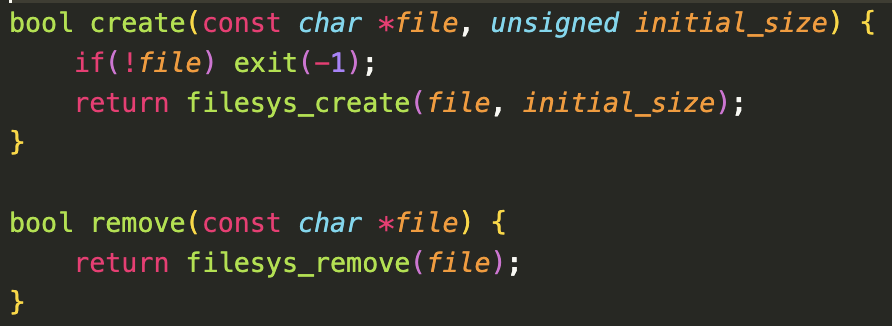 bool create(const char *file, unsigned initial_size) {
    if(!file) exit(-1);
    return filesys_create(file, initial_size);
}

bool remove(const char *file) {
    return filesys_remove(file);
}